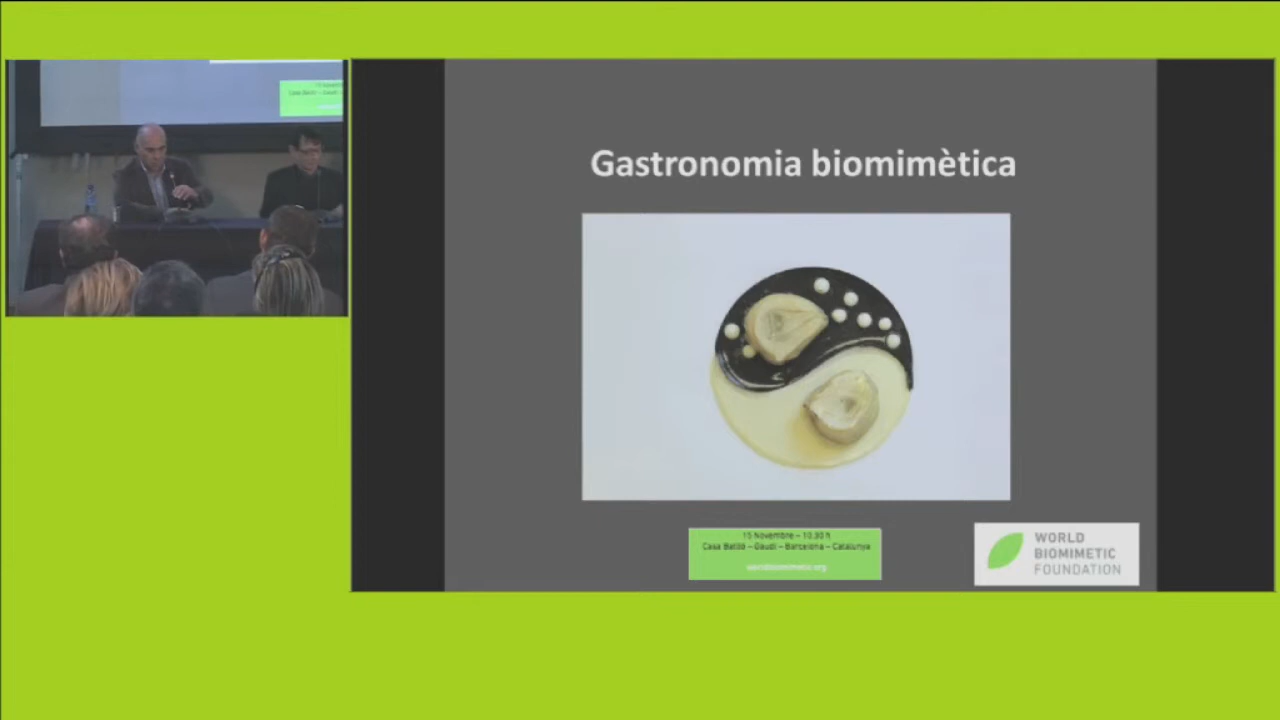 Gastronomia biomimètica
15 Novembre – 10.30 h
Casa Batlló – Gaudí – Barcelona – Catalunya
worldbiomimetic.org
WORLD
BIOMIMETIC
FOUNDATION